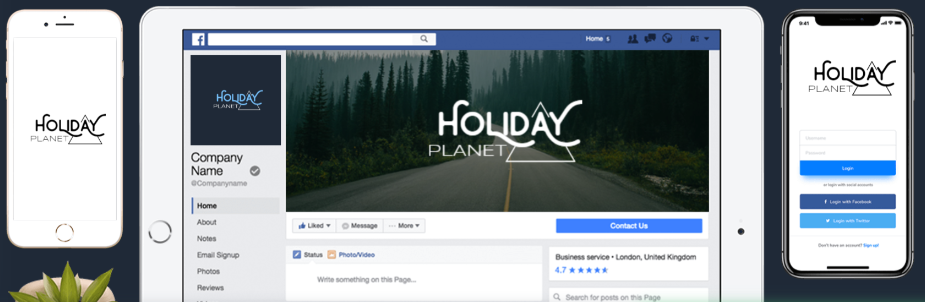 HOLIDAY
PLANET
Home 5
HOLIDAY
PLANET
Company
Name
@Companyname
Home
About
Notes
Email Signup
Photos
Reviews
HOLIDAY
PLANET
Liked
Message
··· More
Contact Us
Status
Photo/Video
Write something on this Page...
Business service • London, United Kingdom
4.7
Search for posts on this Page
9:41
HOLIDAY
PLANET
Username
Password
Login
or login with social accounts
f Login with Facebook
Login with Twitter
Don't have an account? Sign up!